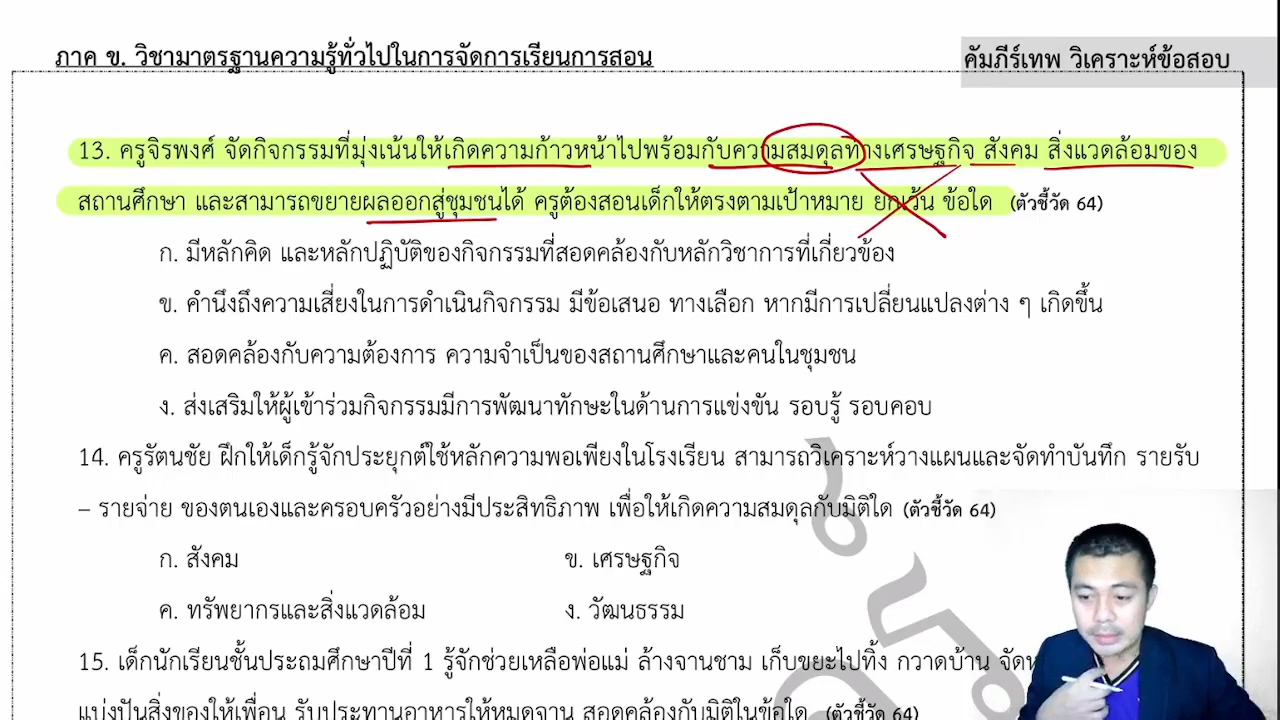 ภาค ข. วิชามาตรฐานความรู้ทั่วไปในการจัดการเรียนการสอน
คัมภีร์เทพ วิเคราะห์ข้อสอบ
13. ครูจิรพงศ์ จัดกิจกรรมที่มุ่งเน้นให้เกิดความก้าวหน้าไปพร้อมกับความสมดุลทางเศรษฐกิจ สังคม สิ่งแวดล้อมของ
สถานศึกษา และสามารถขยายผลออกสู่ชุมชนได้ ครูต้องสอนเด็กให้ตรงตามเป้าหมาย ยกเว้น ข้อใด (ตัวชี้วัด 64)
ก. มีหลักคิด และหลักปฏิบัติของกิจกรรมที่สอดคล้องกับหลักวิชาการที่เกี่ยวข้อง
ข. คำนึงถึงความเสี่ยงในการดำเนินกิจกรรม มีข้อเสนอ ทางเลือก หากมีการเปลี่ยนแปลงต่าง ๆ เกิดขึ้น
ค. สอดคล้องกับความต้องการ ความจำเป็นของสถานศึกษาและคนในชุมชน
ง. ส่งเสริมให้ผู้เข้าร่วมกิจกรรมมีการพัฒนาทักษะในด้านการแข่งขัน รอบรู้ รอบคอบ
14. ครูรัตนชัย ฝึกให้เด็กรู้จักประยุกต์ใช้หลักความพอเพียงในโรงเรียน สามารถวิเคราะห์วางแผนและจัดทำบันทึก รายรับ
– รายจ่าย ของตนเองและครอบครัวอย่างมีประสิทธิภาพ เพื่อให้เกิดความสมดุลกับมิติใด (ตัวชี้วัด 64)
ก. สังคม ข. เศรษฐกิจ
ค. ทรัพยากรและสิ่งแวดล้อม ง. วัฒนธรรม
15. เด็กนักเรียนชั้นประถมศึกษาปีที่ 1 รู้จักช่วยเหลือพ่อแม่ ล้างจานชาม เก็บขยะไปทิ้ง กวาดบ้าน
แบ่งปันสิ่งของให้เพื่อน รับประทานอาหารให้หมดจาน สอดคล้องกับมิติในข้อใด (ตัวชี้วัด 64)